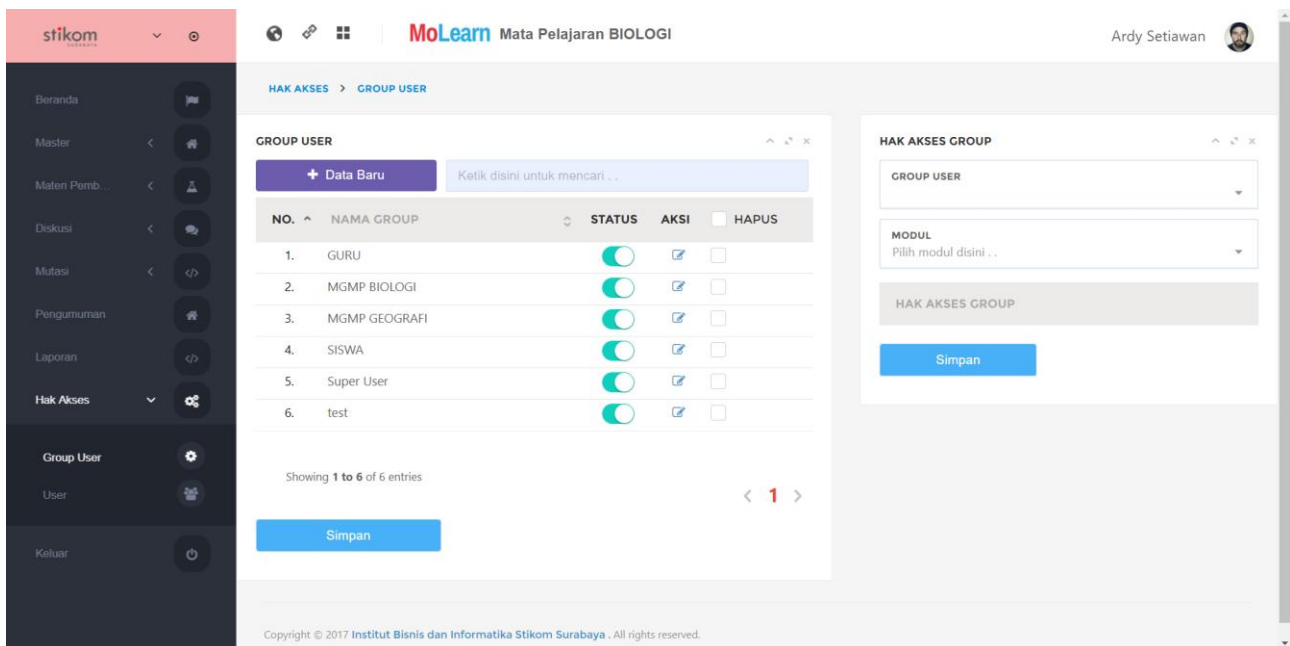 stikom
SURABAYA
MoLearn Mata Pelajaran BIOLOGI
Ardy Setiawan
Beranda
Master
Materi Pemb...
Diskusi
Mutasi
Pengumuman
Laporan
Hak Akses
Group User
User
Keluar
HAK AKSES > GROUP USER
GROUP USER
+ Data Baru
Ketik disini untuk mencari . .
NO. NAMA GROUP STATUS AKSI HAPUS
1. GURU
2. MGMP BIOLOGI
3. MGMP GEOGRAFI
4. SISWA
5. Super User
6. test
Showing 1 to 6 of 6 entries
< 1 >
Simpan
HAK AKSES GROUP
GROUP USER
MODUL
Pilih modul disini . .
HAK AKSES GROUP
Simpan
Copyright © 2017 Institut Bisnis dan Informatika Stikom Surabaya . All rights reserved.